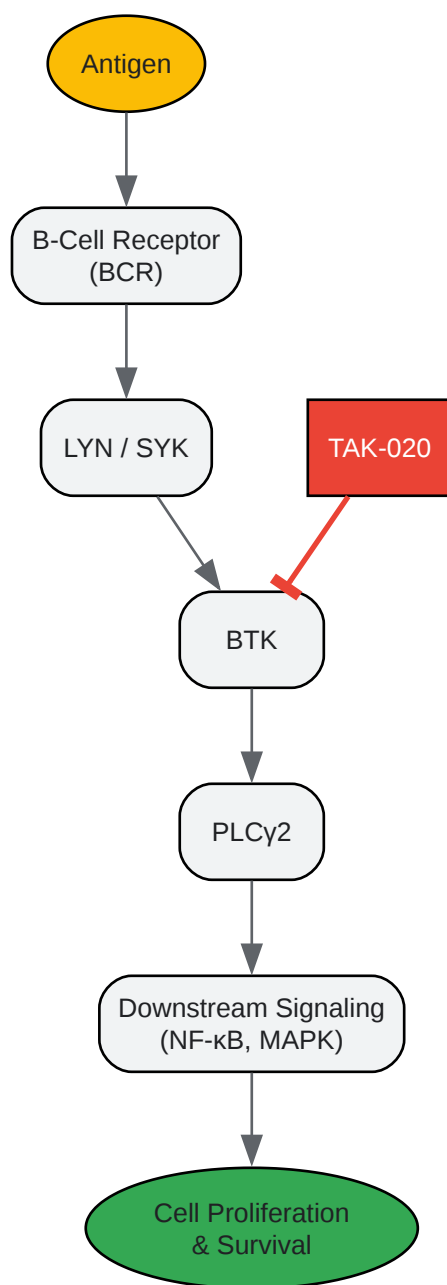 Antigen
B-Cell Receptor
(BCR)
LYN / SYK
TAK-020
BTK
PLCγ2
Downstream Signaling
(NF-κB, MAPK)
Cell Proliferation
& Survival